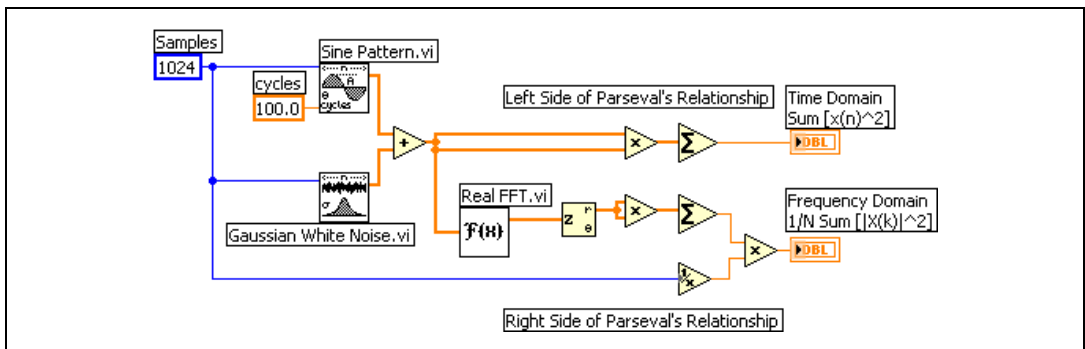 Samples
1024
Sine Pattern.vi
n
A
θ
cycles
cycles
100.0
Left Side of Parseval's Relationship
Time Domain
Sum [x(n)^2]
DBL
+
x
Σ
n
σ
Gaussian White Noise.vi
Real FFT.vi
F(x)
z
r
θ
x
Σ
Frequency Domain
1/N Sum [|X(k)|^2]
x
DBL
1/x
Right Side of Parseval's Relationship